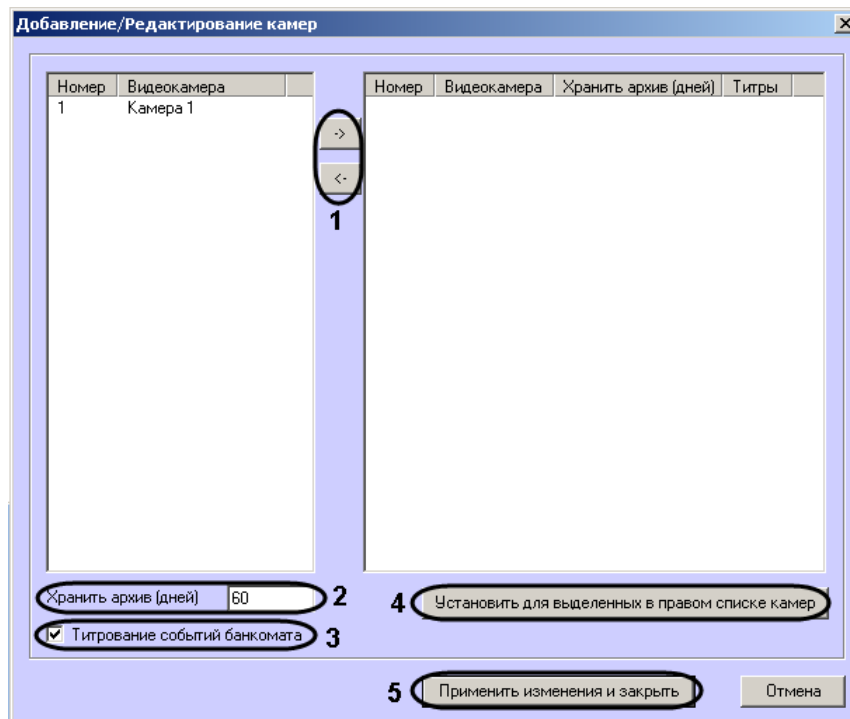 Добавление/Редактирование камер
Номер Видеокамера
1 Камера 1
->
<-
1
Номер Видеокамера Хранить архив (дней) Титры
Хранить архив (дней) 60 2
Титрование событий банкомата 3
4 Установить для выделенных в правом списке камер
5 Применить изменения и закрыть Отмена